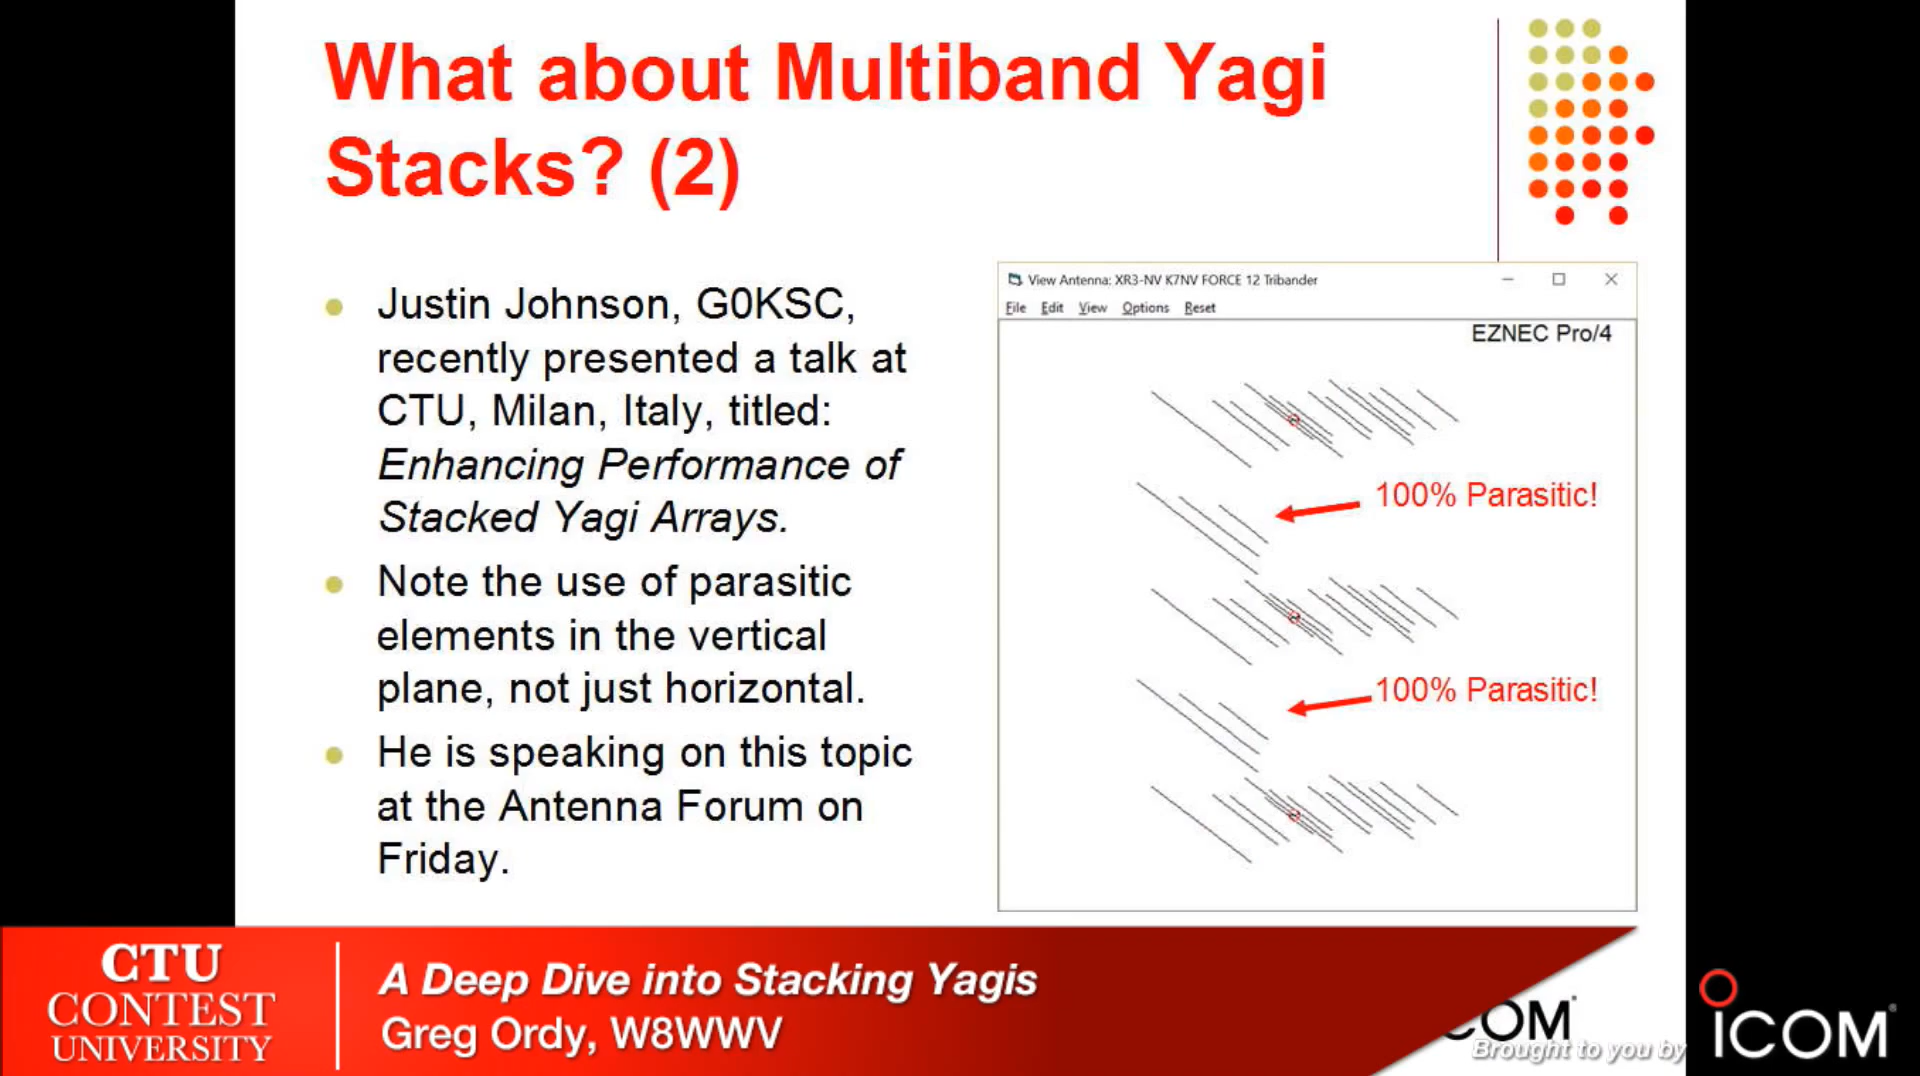 What about Multiband Yagi
Stacks? (2)
Justin Johnson, G0KSC,
recently presented a talk at
CTU, Milan, Italy, titled:
Enhancing Performance of
Stacked Yagi Arrays.
Note the use of parasitic
elements in the vertical
plane, not just horizontal.
He is speaking on this topic
at the Antenna Forum on
Friday.
View Antenna: XR3-NV K7NV FORCE 12 Tribander
File Edit View Options Reset
EZNEC Pro/4
100% Parasitic!
100% Parasitic!
CTU
CONTEST
UNIVERSITY
A Deep Dive into Stacking Yagis
Greg Ordy, W8WWV
COM
Brought to you by
ICOM